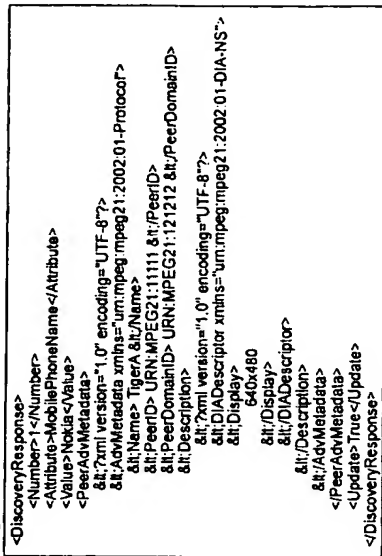 <DiscoveryResponse>
<Number>1</Number>
<Attribute>MobilePhoneName</Attribute>
<Value>Nokia</Value>
<PeerAdvMetadata>
&lt;?xml version="1.0" encoding="UTF-8"?>
&lt;AdvMetadata xmlns="urn:mpeg:mpeg21:2002:01-Protocol">
&lt;Name> TigerA &lt;/Name>
&lt;PeerID> URN:MPEG21:11111 &lt;/PeerID>
&lt;PeerDomainID> URN:MPEG21:121212 &lt;/PeerDomainID>
&lt;Description>
&lt;?xml version="1.0" encoding="UTF-8"?>
&lt;DIADescriptor xmlns="urn:mpeg:mpeg21:2002:01-DIA-NS">
&lt;Display>
640x480
&lt;/Display>
&lt;/DIADescriptor>
&lt;/Description>
&lt;/AdvMetadata>
</PeerAdvMetadata>
<Update>True</Update>
</DiscoveryResponse>